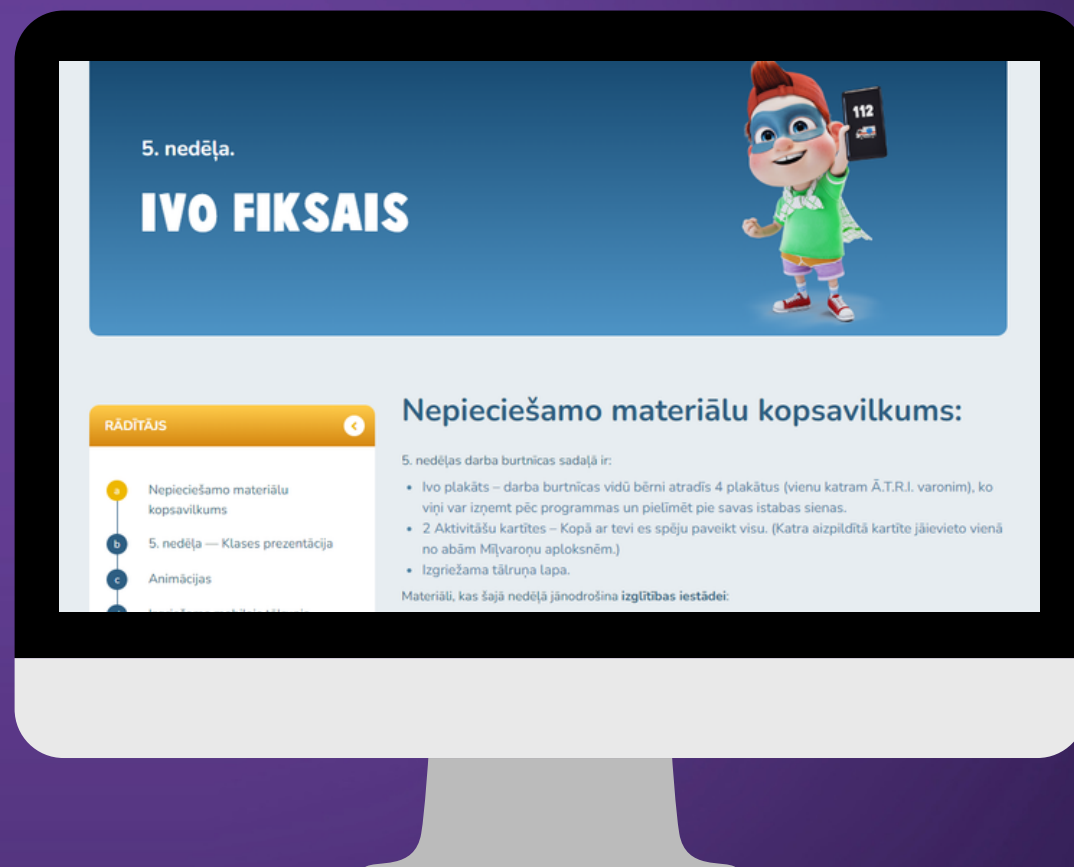 5. nedēļa.
IVO FIKSAIS
112
RĀDĪTĀJS
a
Nepieciešamo materiālu
kopsavilkums
b
5. nedēļa — Klases prezentācija
c
Animācijas
Nepieciešamo materiālu kopsavilkums:
5. nedēļas darba burtnīcas sadaļā ir:
• Ivo plakāts – darba burtnīcas vidū bērni atradīs 4 plakātus (vienu katram Ā.T.R.I. varonim), ko
viņi var izņemt pēc programmas un pielīmēt pie savas istabas sienas.
• 2 Aktivitāšu kartītes – Kopā ar tevi es spēju paveikt visu. (Katra aizpildītā kartīte jāievieto vienā
no abām Mīļvaroņu aploksnēm.)
• Izgriežama tālruņa lapa.
Materiāli, kas šajā nedēļā jānodrošina izglītības iestādei: